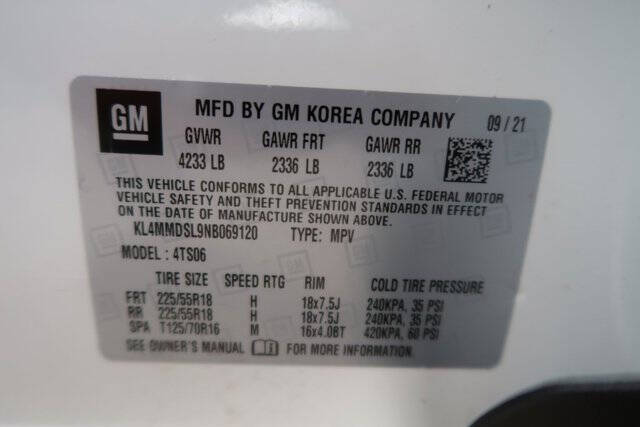 GM MFD BY GM KOREA COMPANY 09 / 21
GVWR GAWR FRT GAWR RR
4233 LB 2336 LB 2336 LB
THIS VEHICLE CONFORMS TO ALL APPLICABLE U.S. FEDERAL MOTOR
VEHICLE SAFETY AND THEFT PREVENTION STANDARDS IN EFFECT
ON THE DATE OF MANUFACTURE SHOWN ABOVE.
KL4MMDSL9NB069120 TYPE: MPV
MODEL: 4TS06
TIRE SIZE SPEED RTG RIM COLD TIRE PRESSURE
FRT 225/55R18 H 18x7.5J 240KPA, 35 PSI
RR 225/55R18 H 18x7.5J 240KPA, 35 PSI
SPA T125/70R16 M 16x4.0BT 420KPA, 60 PSI
SEE OWNER'S MANUAL FOR MORE INFORMATION